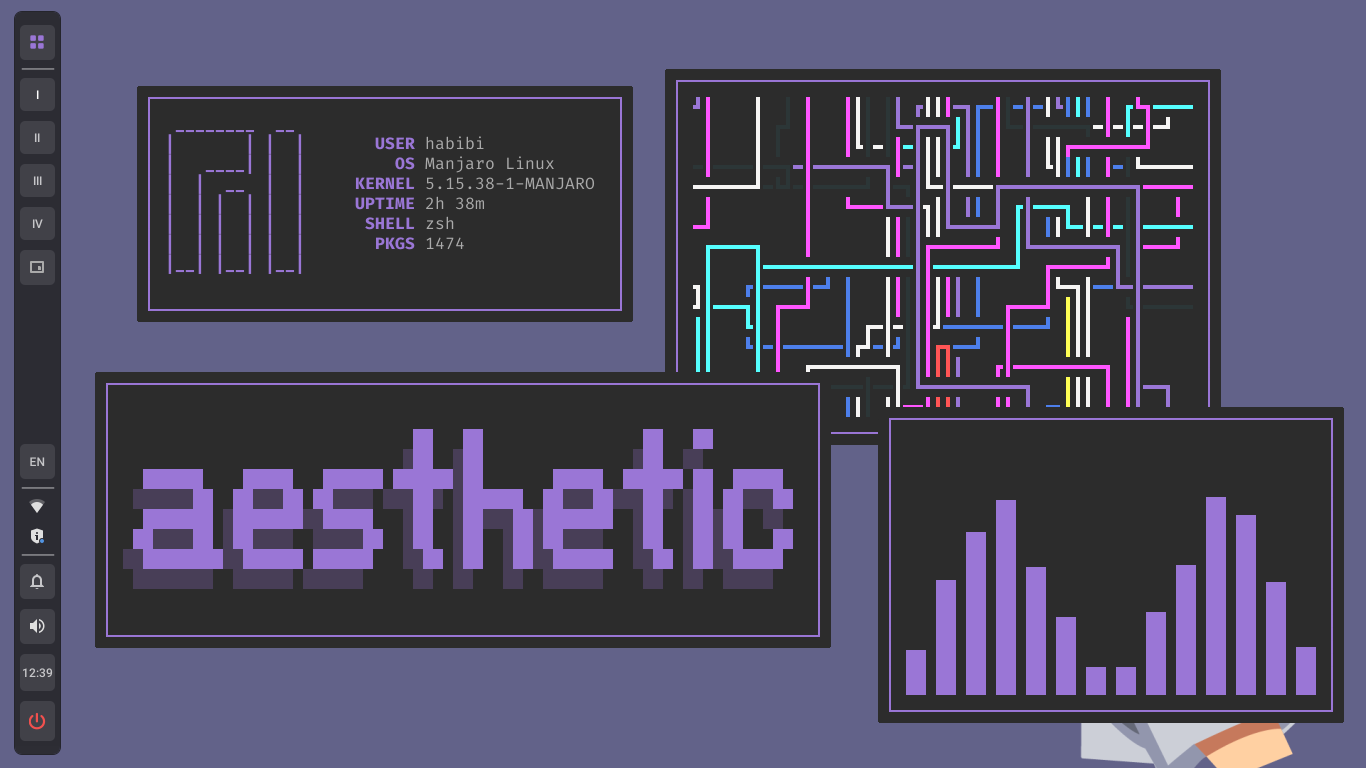 I
II
III
IV
EN
12:39
USER habibi
OS Manjaro Linux
KERNEL 5.15.38-1-MANJARO
UPTIME 2h 38m
SHELL zsh
PKGS 1474
aesthetic